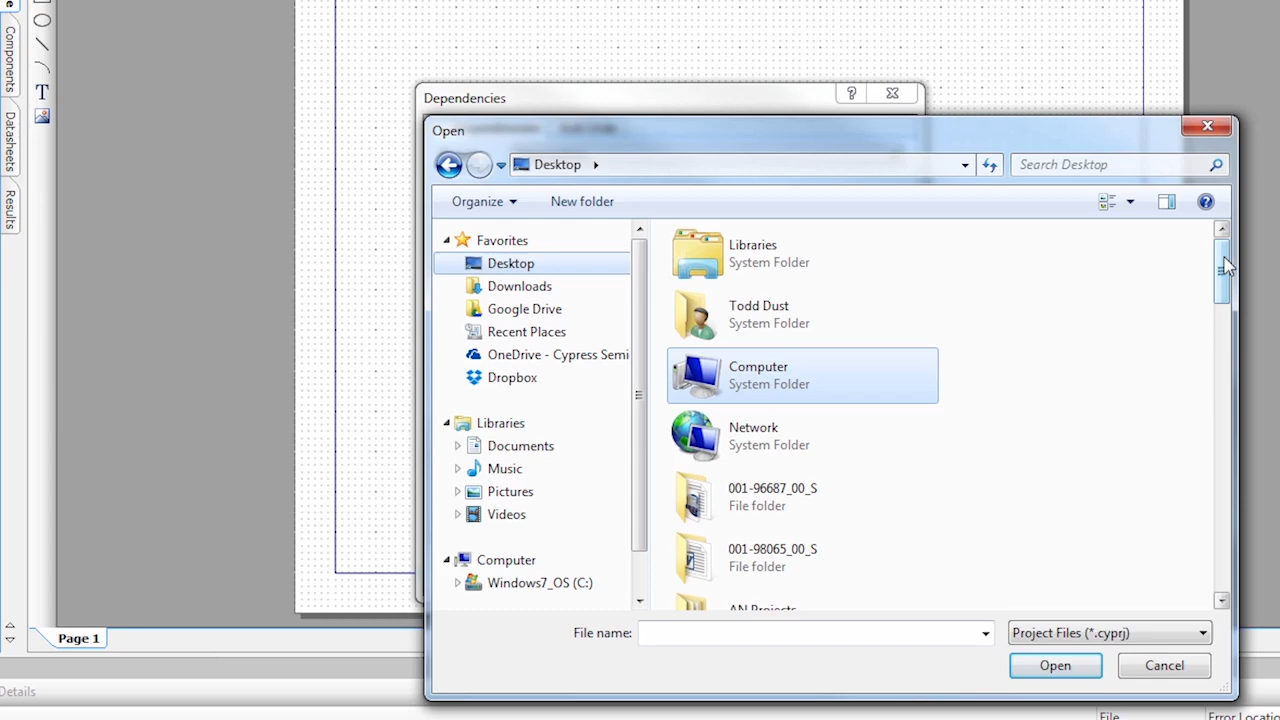 e
Components
Datasheets
Results
T
Dependencies
?
Open
Desktop
Search Desktop
Organize
New folder
Favorites
Desktop
Downloads
Google Drive
Recent Places
OneDrive - Cypress Semi
Dropbox
Libraries
Documents
Music
Pictures
Videos
Computer
Windows7_OS (C:)
Libraries
System Folder
Todd Dust
System Folder
Computer
System Folder
Network
System Folder
001-96687_00_S
File folder
001-98065_00_S
File folder
AN Projects
File name:
Project Files (*.cyprj)
Open
Cancel
Page 1
Details
File
Error Locatio